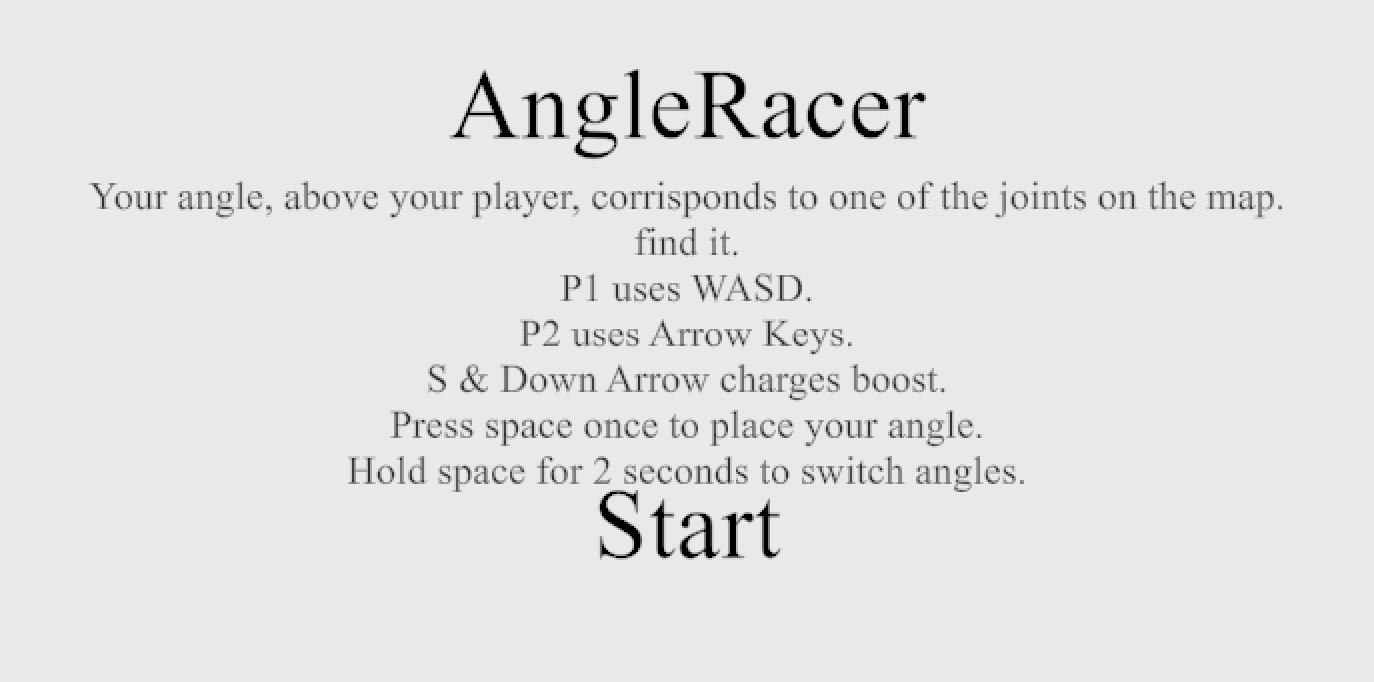 AngleRacer
Your angle, above your player, corrisponds to one of the joints on the map.
find it.
P1 uses WASD.
P2 uses Arrow Keys.
S & Down Arrow charges boost.
Press space once to place your angle.
Hold space for 2 seconds to switch angles.
Start